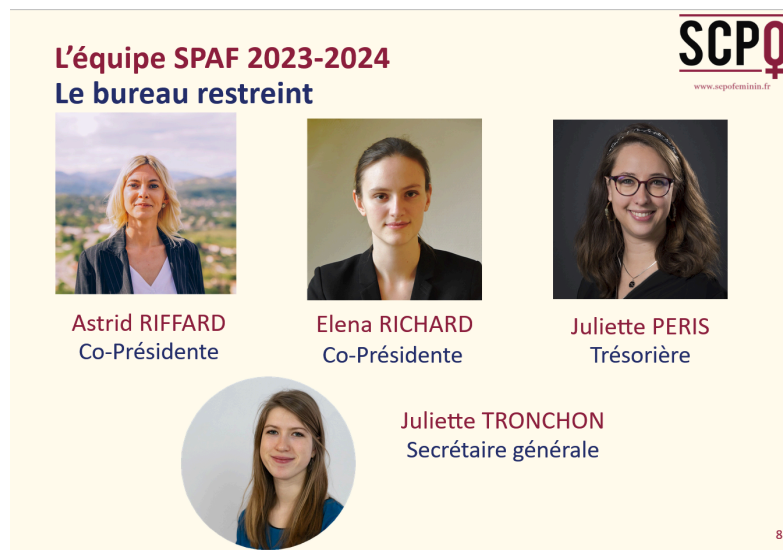 L'équipe SPAF 2023-2024
Le bureau restreint
SCPO
www.scpofeminin.fr
Astrid RIFFARD
Co-Présidente
Elena RICHARD
Co-Présidente
Juliette PERIS
Trésorière
Juliette TRONCHON
Secrétaire générale
8